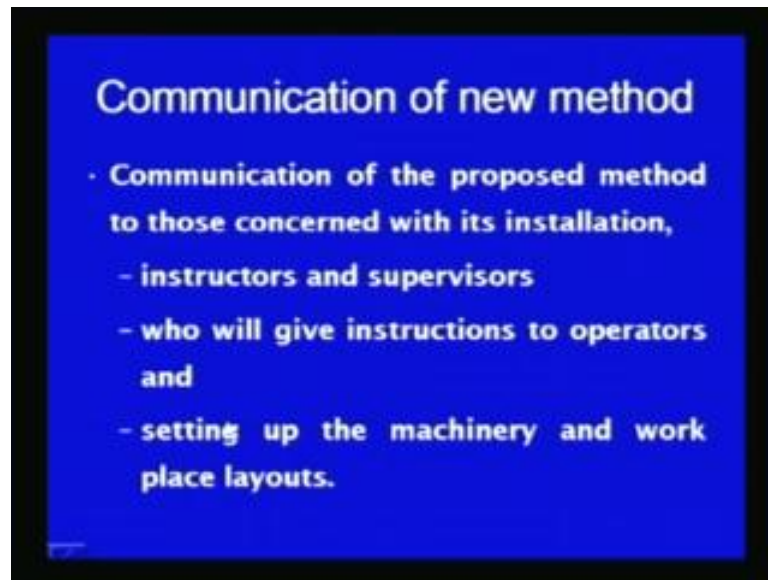 Communication of new method
· Communication of the proposed method
to those concerned with its installation,
– instructors and supervisors
– who will give instructions to operators
and
– setting up the machinery and work
place layouts.